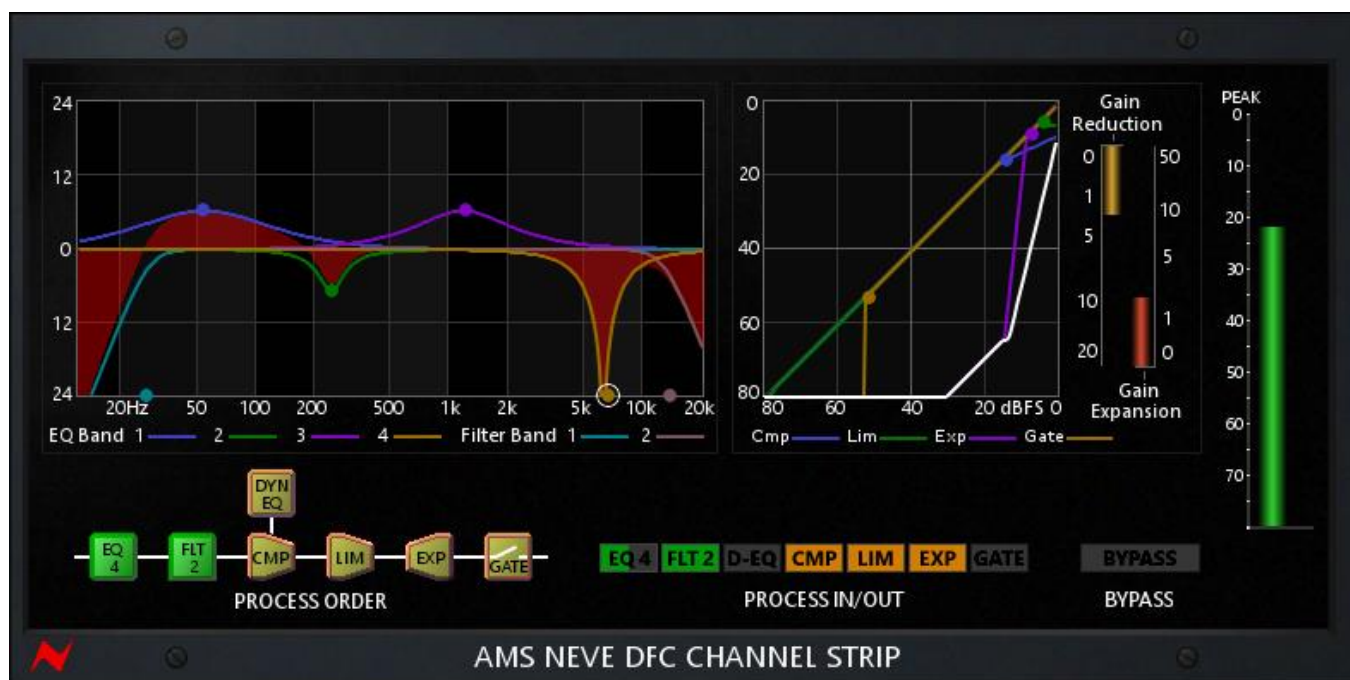 24
12
0
12
24
20Hz 50 100 200 500 1k 2k 5k 10k 20k
EQ Band 1 2 3 4 Filter Band 1 2
0
20
40
60
80
80 60 40 20 dBFS 0
Cmp Lim Exp Gate
Gain
Reduction
0 50
1 10
5 5
10 1
20 0
Gain
Expansion
PEAK
0
10
20
30
40
50
60
70
DYN
EQ
EQ
4
FLT
2
CMP
LIM
EXP
GATE
PROCESS ORDER
EQ 4 FLT 2 D-EQ CMP LIM EXP GATE
PROCESS IN/OUT
BYPASS
BYPASS
AMS NEVE DFC CHANNEL STRIP